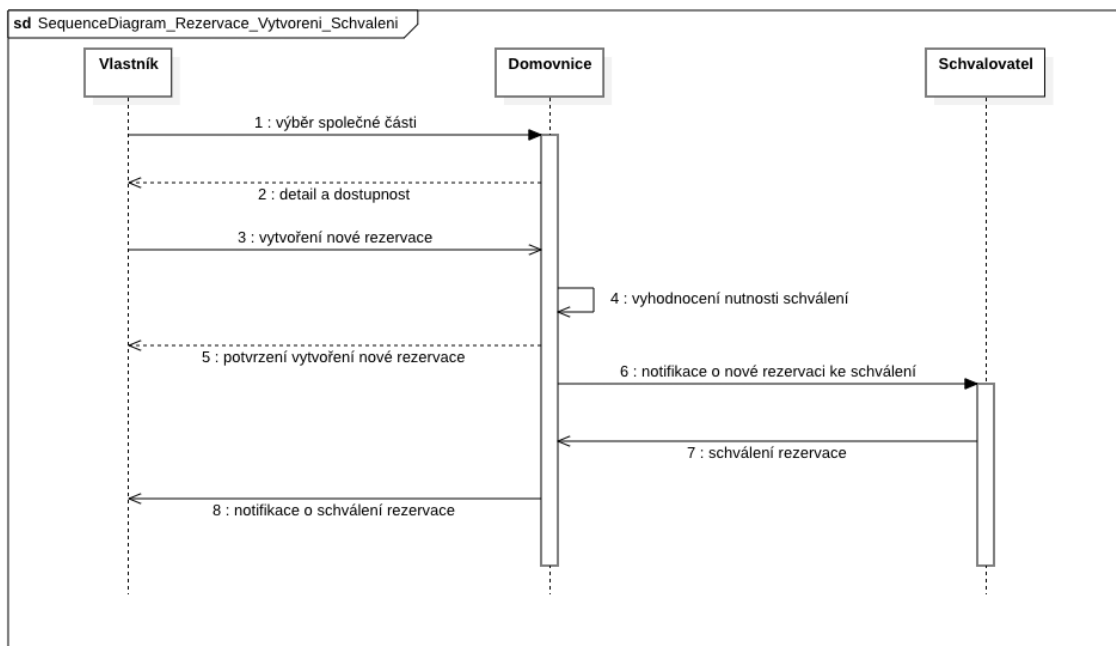 sd SequenceDiagram_Rezervace_Vytvoreni_Schvaleni
Vlastník
Domovnice
Schvalovatel
1 : výběr společné části
2 : detail a dostupnost
3 : vytvoření nové rezervace
4 : vyhodnocení nutnosti schválení
5 : potvrzení vytvoření nové rezervace
6 : notifikace o nové rezervaci ke schválení
7 : schválení rezervace
8 : notifikace o schválení rezervace